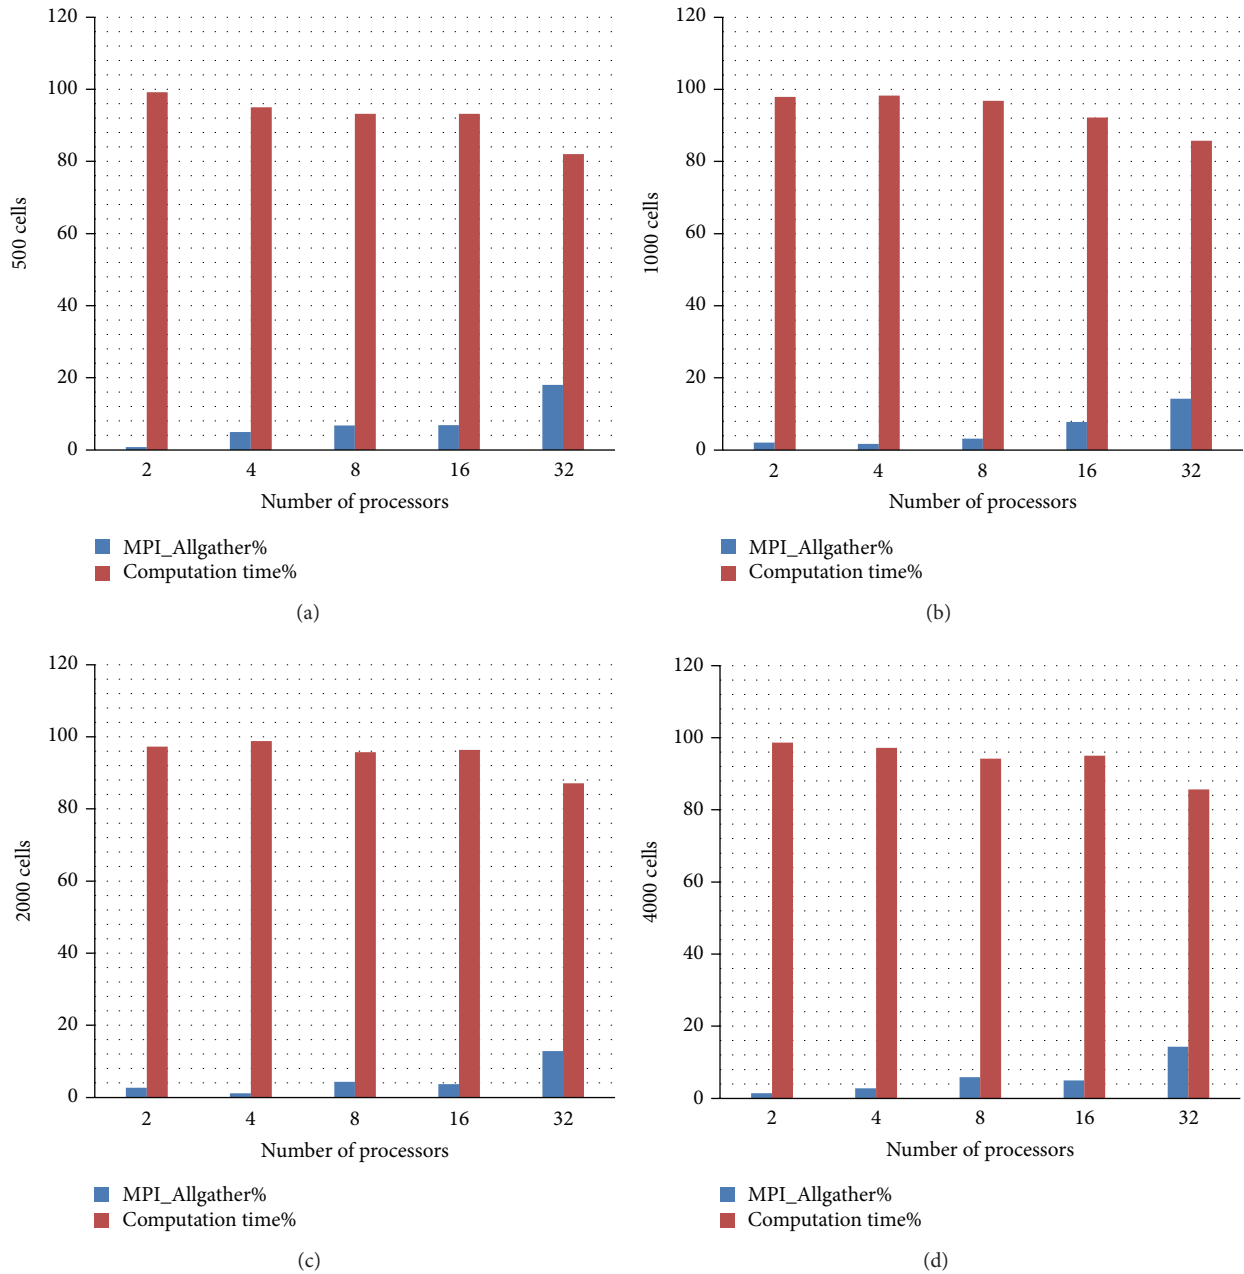 120
100
80
60
40
20
0
500 cells
2 4 8 16 32
Number of processors
MPI_Allgather%
Computation time%
(a)
120
100
80
60
40
20
0
1000 cells
2 4 8 16 32
Number of processors
MPI_Allgather%
Computation time%
(b)
120
100
80
60
40
20
0
2000 cells
2 4 8 16 32
Number of processors
MPI_Allgather%
Computation time%
(c)
120
100
80
60
40
20
0
4000 cells
2 4 8 16 32
Number of processors
MPI_Allgather%
Computation time%
(d)